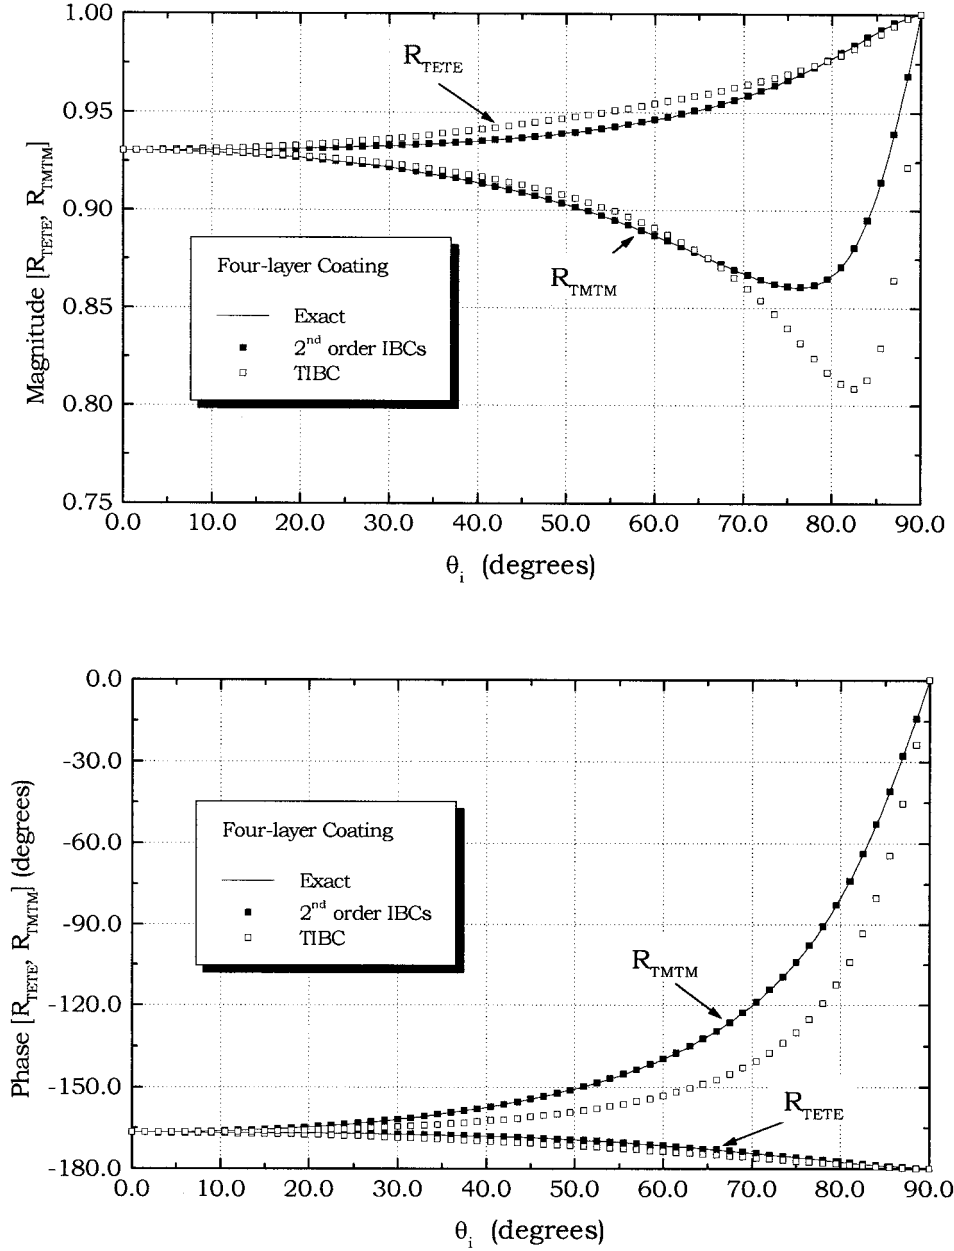 1.00
0.95
0.90
0.85
0.80
0.75
Magnitude [R_TETE, R_TMTM]
R_TETE
R_TMTM
Four-layer Coating
Exact
2nd order IBCs
TIBC
0.0 10.0 20.0 30.0 40.0 50.0 60.0 70.0 80.0 90.0
θi (degrees)
0.0
-30.0
-60.0
-90.0
-120.0
-150.0
-180.0
Phase [R_TETE, R_TMTM] (degrees)
Four-layer Coating
Exact
2nd order IBCs
TIBC
R_TMTM
R_TETE
0.0 10.0 20.0 30.0 40.0 50.0 60.0 70.0 80.0 90.0
θi (degrees)